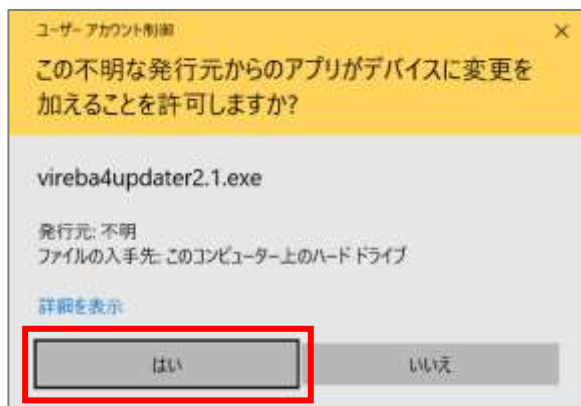 ユーザー アカウント制御
この不明な発行元からのアプリがデバイスに変更を
加えることを許可しますか?
vireba4updater2.1.exe
発行元: 不明
ファイルの入手先: このコンピューター上のハード ドライブ
詳細を表示
はい
いいえ